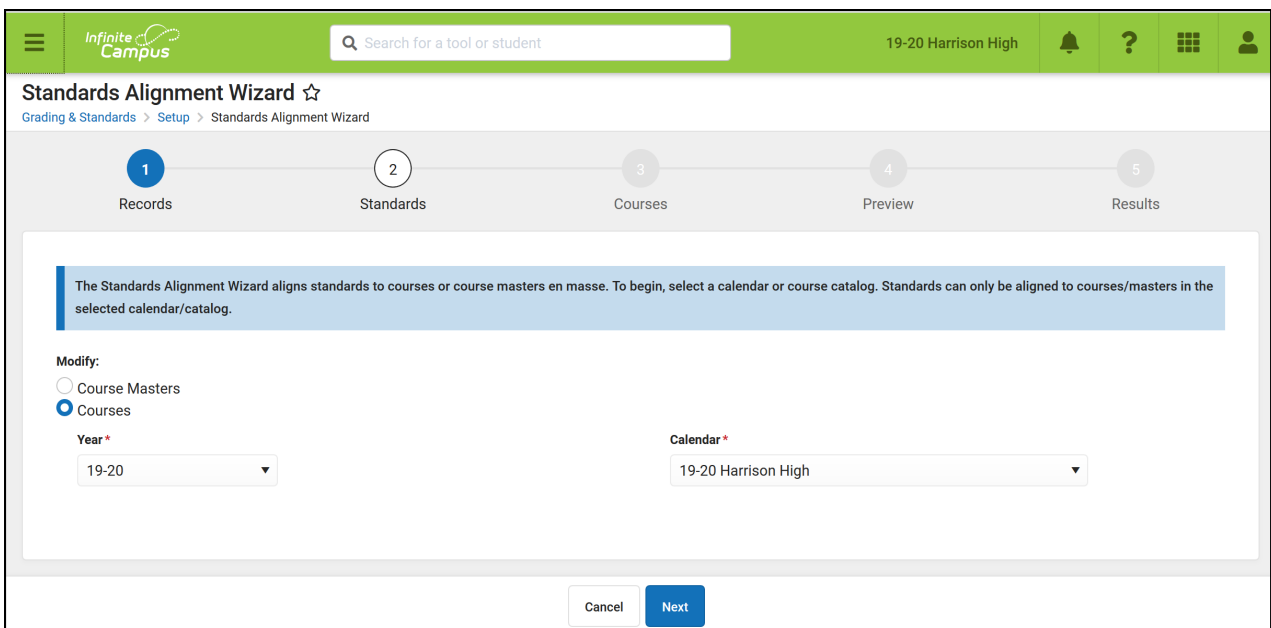 Infinite
Campus
Search for a tool or student
19-20 Harrison High
?
Standards Alignment Wizard
Grading & Standards > Setup > Standards Alignment Wizard
1
2
3
4
5
Records
Standards
Courses
Preview
Results
The Standards Alignment Wizard aligns standards to courses or course masters en masse. To begin, select a calendar or course catalog. Standards can only be aligned to courses/masters in the
selected calendar/catalog.
Modify:
Course Masters
Courses
Year *
Calendar *
19-20
19-20 Harrison High
Cancel
Next